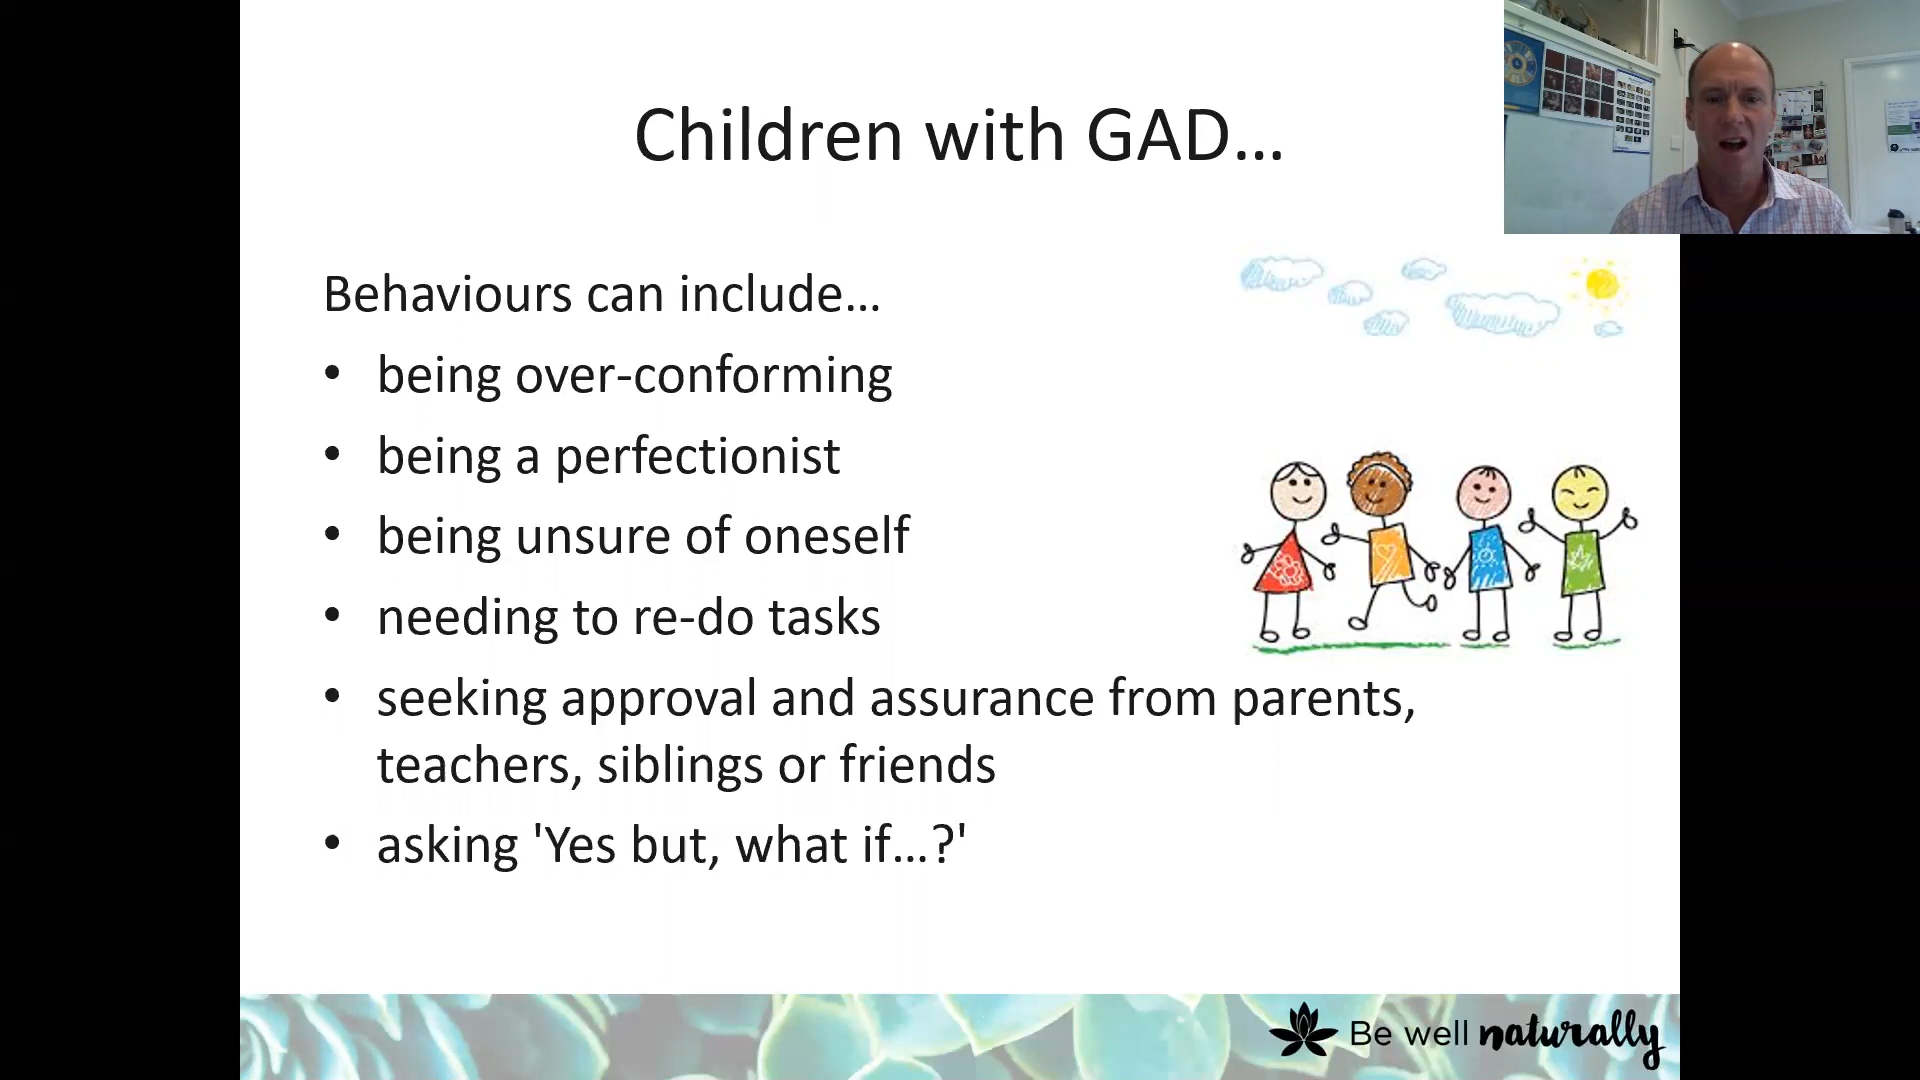 Children with GAD...
Behaviours can include...
• being over-conforming
• being a perfectionist
• being unsure of oneself
• needing to re-do tasks
• seeking approval and assurance from parents,
teachers, siblings or friends
• asking 'Yes but, what if...?'
Be well naturally